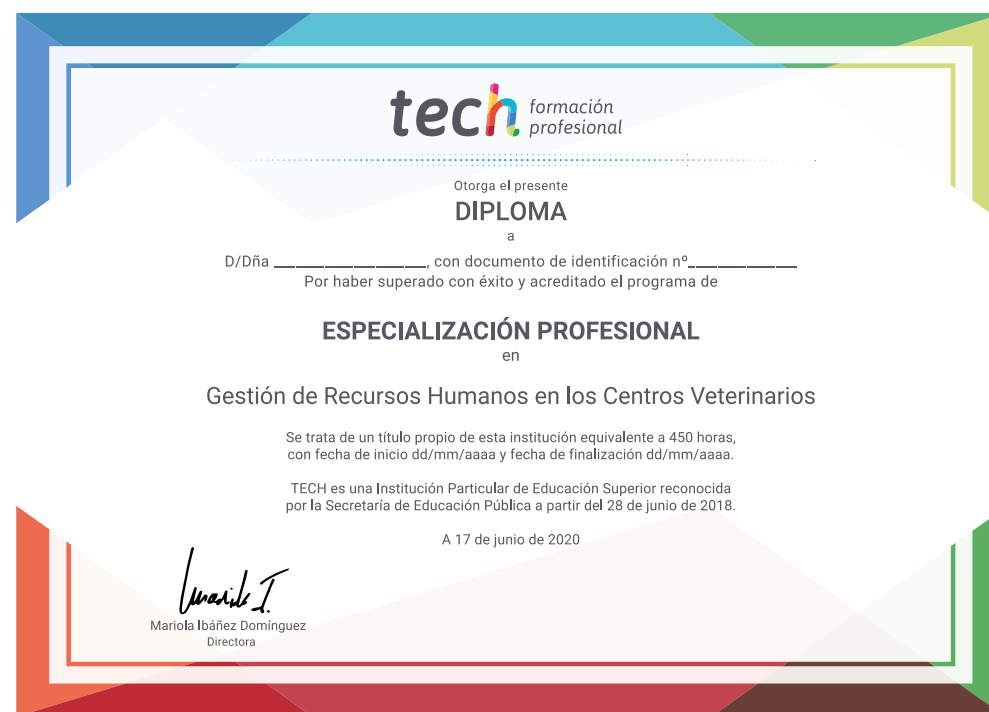 tech formación
profesional
Otorga el presente
DIPLOMA
a
D/Dña ________________, con documento de identificación nº___________
Por haber superado con éxito y acreditado el programa de
ESPECIALIZACIÓN PROFESIONAL
en
Gestión de Recursos Humanos en los Centros Veterinarios
Se trata de un título propio de esta institución equivalente a 450 horas,
con fecha de inicio dd/mm/aaaa y fecha de finalización dd/mm/aaaa.
TECH es una Institución Particular de Educación Superior reconocida
por la Secretaría de Educación Pública a partir del 28 de junio de 2018.
A 17 de junio de 2020
Mariola Ibáñez Domínguez
Directora